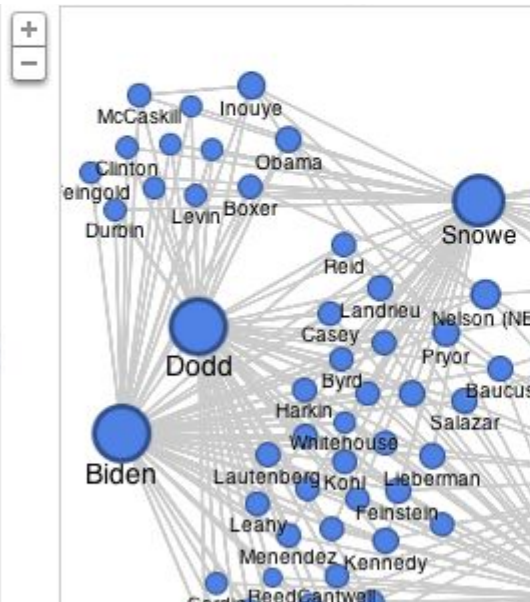 +
−
McCaskill
Inouye
Obama
Clinton
eingold
Levin
Boxer
Durbin
Snowe
Reid
Landrieu
Nelson (NE
Casey
Pryor
Dodd
Byrd
Baucus
Harkin
Salazar
Whitehouse
Biden
Lautenberg
Kohl
Lieberman
Leahy
Feinstein
Menendez
Kennedy
Reed
Cantwell